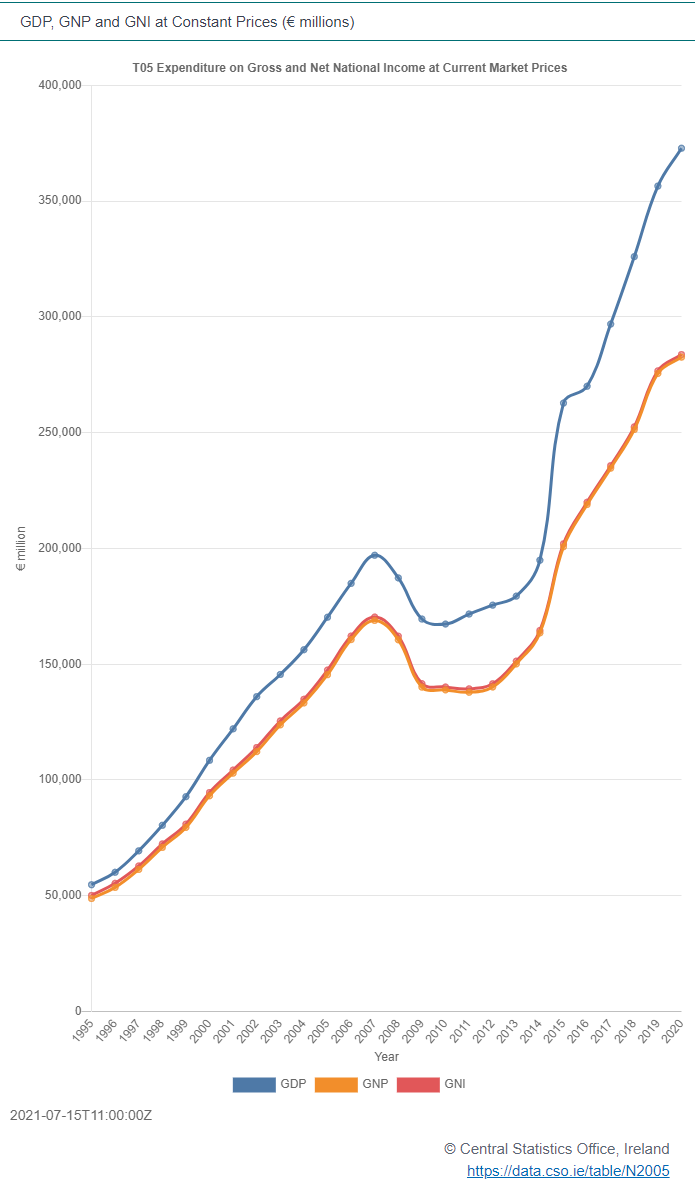 GDP, GNP and GNI at Constant Prices (€ millions)
T05 Expenditure on Gross and Net National Income at Current Market Prices
400,000
350,000
300,000
250,000
200,000
150,000
100,000
50,000
0
€ million
1995 1996 1997 1998 1999 2000 2001 2002 2003 2004 2005 2006 2007 2008 2009 2010 2011 2012 2013 2014 2015 2016 2017 2018 2019 2020
Year
GDP GNP GNI
2021-07-15T11:00:00Z
© Central Statistics Office, Ireland
https://data.cso.ie/table/N2005